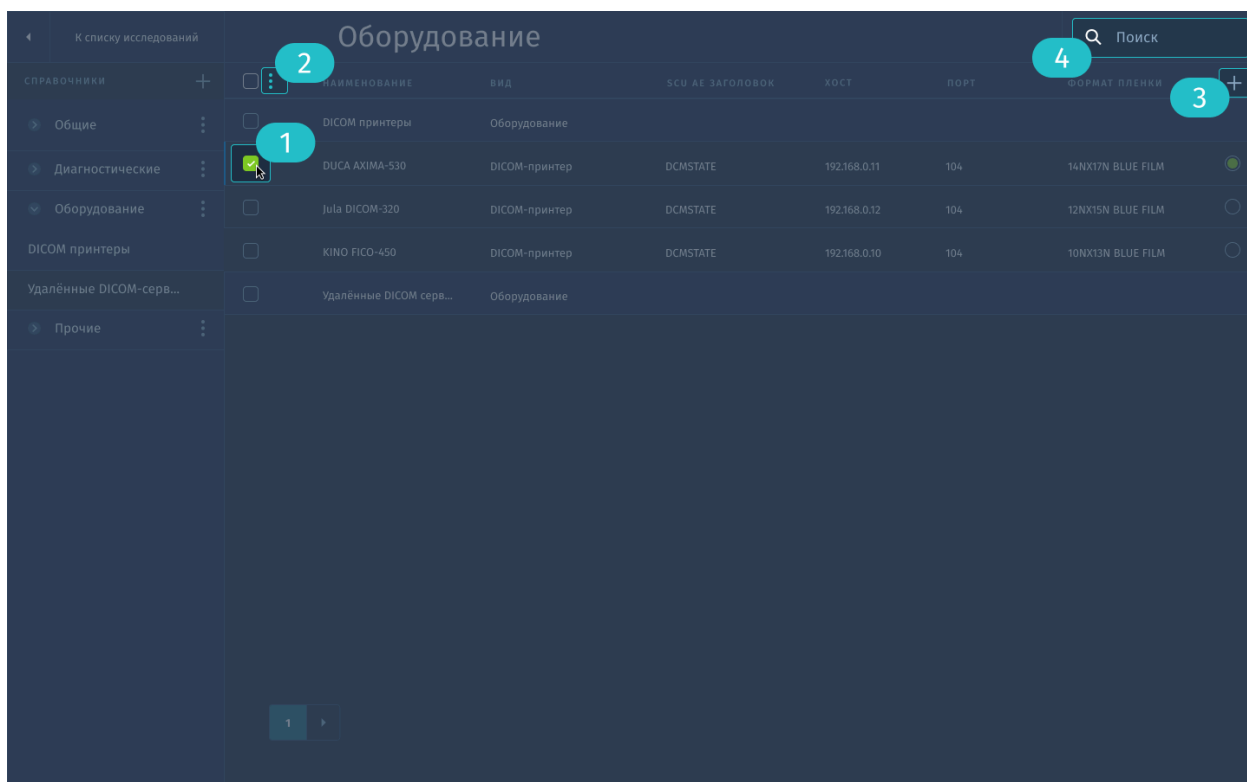 К списку исследований
Оборудование
4
Поиск
СПРАВОЧНИКИ
2
НАИМЕНОВАНИЕ
ВИД
SCU AE ЗАГОЛОВОК
ХОСТ
ПОРТ
ФОРМАТ ПЛЕНКИ
3
Общие
DICOM принтеры
Оборудование
1
Диагностические
DUCA AXIMA-530
DICOM-принтер
DCMSTATE
192.168.0.11
104
14NX17N BLUE FILM
Оборудование
Jula DICOM-320
DICOM-принтер
DCMSTATE
192.168.0.12
104
12NX15N BLUE FILM
DICOM принтеры
KINO FICO-450
DICOM-принтер
DCMSTATE
192.168.0.10
104
10NX13N BLUE FILM
Удалённые DICOM-серв...
Удалённые DICOM серв...
Оборудование
Прочие
1